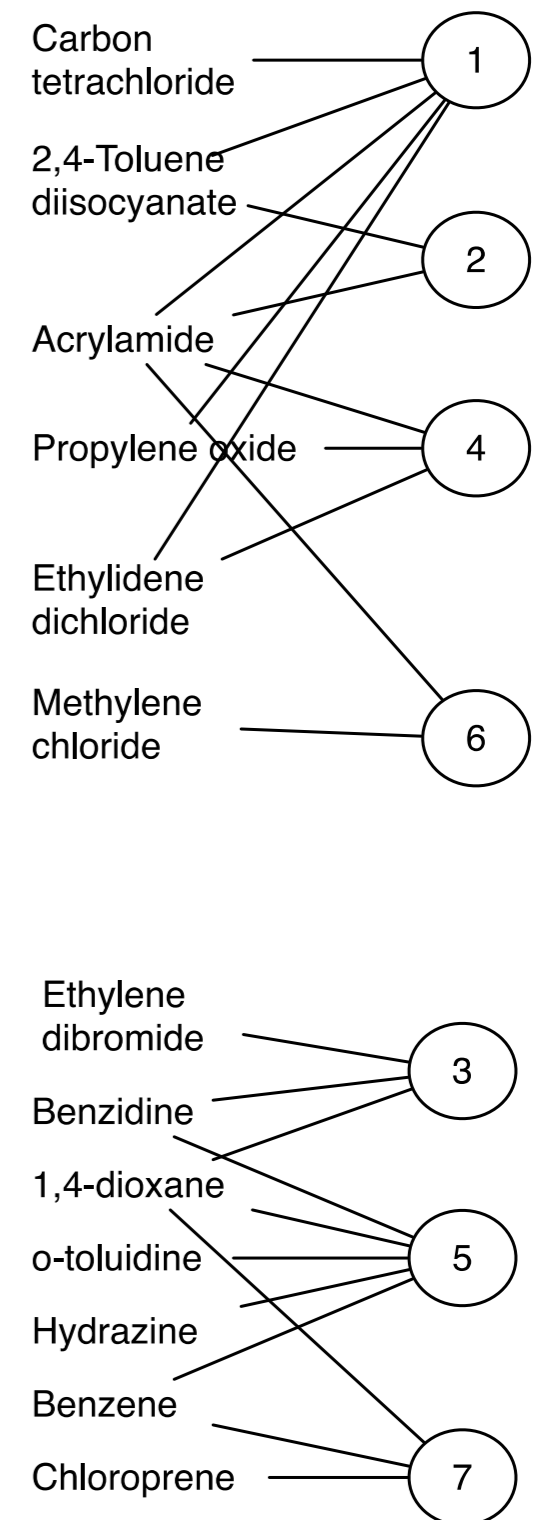 Carbon
tetrachloride
1
2,4-Toluene
diisocyanate
2
Acrylamide
Propylene oxide
4
Ethylidene
dichloride
Methylene
chloride
6
Ethylene
dibromide
3
Benzidine
1,4-dioxane
o-toluidine
5
Hydrazine
Benzene
Chloroprene
7